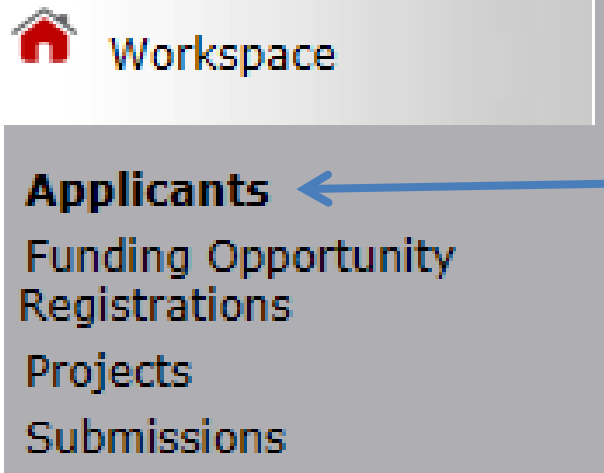 Workspace
Applicants
Funding Opportunity
Registrations
Projects
Submissions